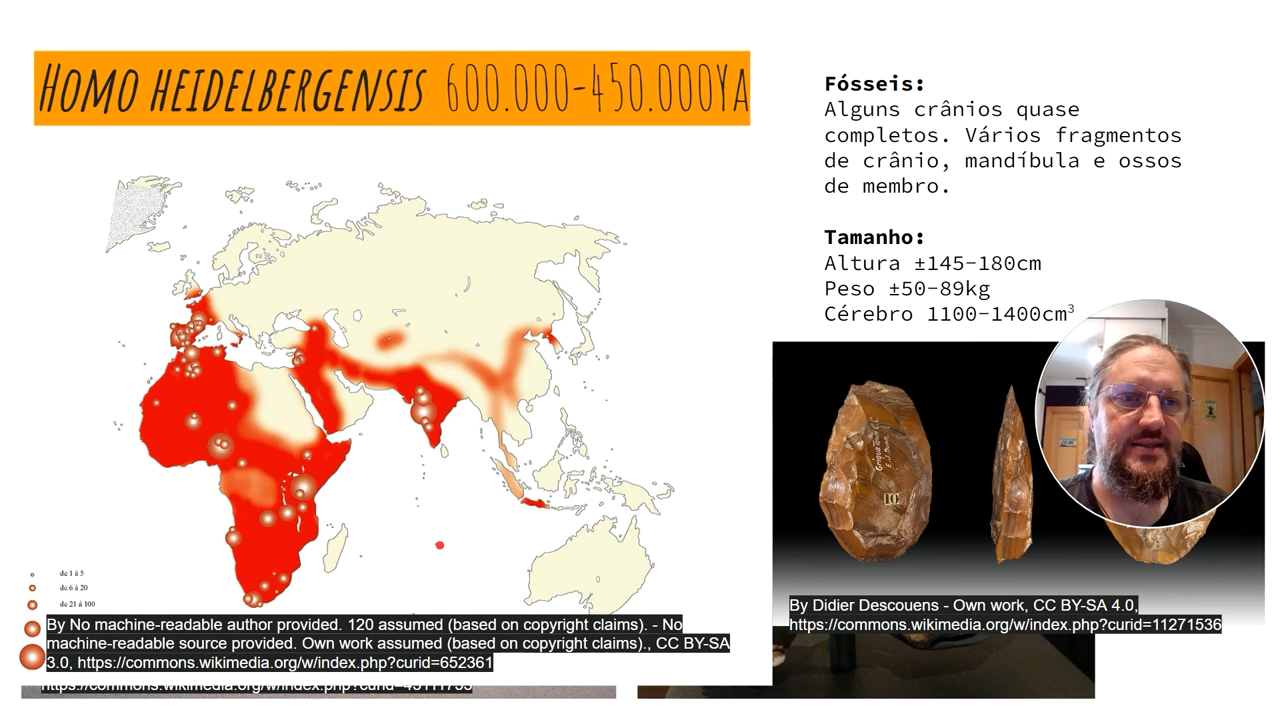 HOMO HEIDELBERGENSIS 600.000-450.000YA
Fósseis:
Alguns crânios quase
completos. Vários fragmentos
de crânio, mandíbula e ossos
de membro.
Tamanho:
Altura ±145-180cm
Peso ±50-89kg
Cérebro 1100-1400cm³
10
de 1 à 5
de 6 à 20
de 21 à 100
By No machine-readable author provided. 120 assumed (based on copyright claims). - No
machine-readable source provided. Own work assumed (based on copyright claims)., CC BY-SA
3.0, https://commons.wikimedia.org/w/index.php?curid=652361
By Didier Descouens - Own work, CC BY-SA 4.0,
https://commons.wikimedia.org/w/index.php?curid=11271536